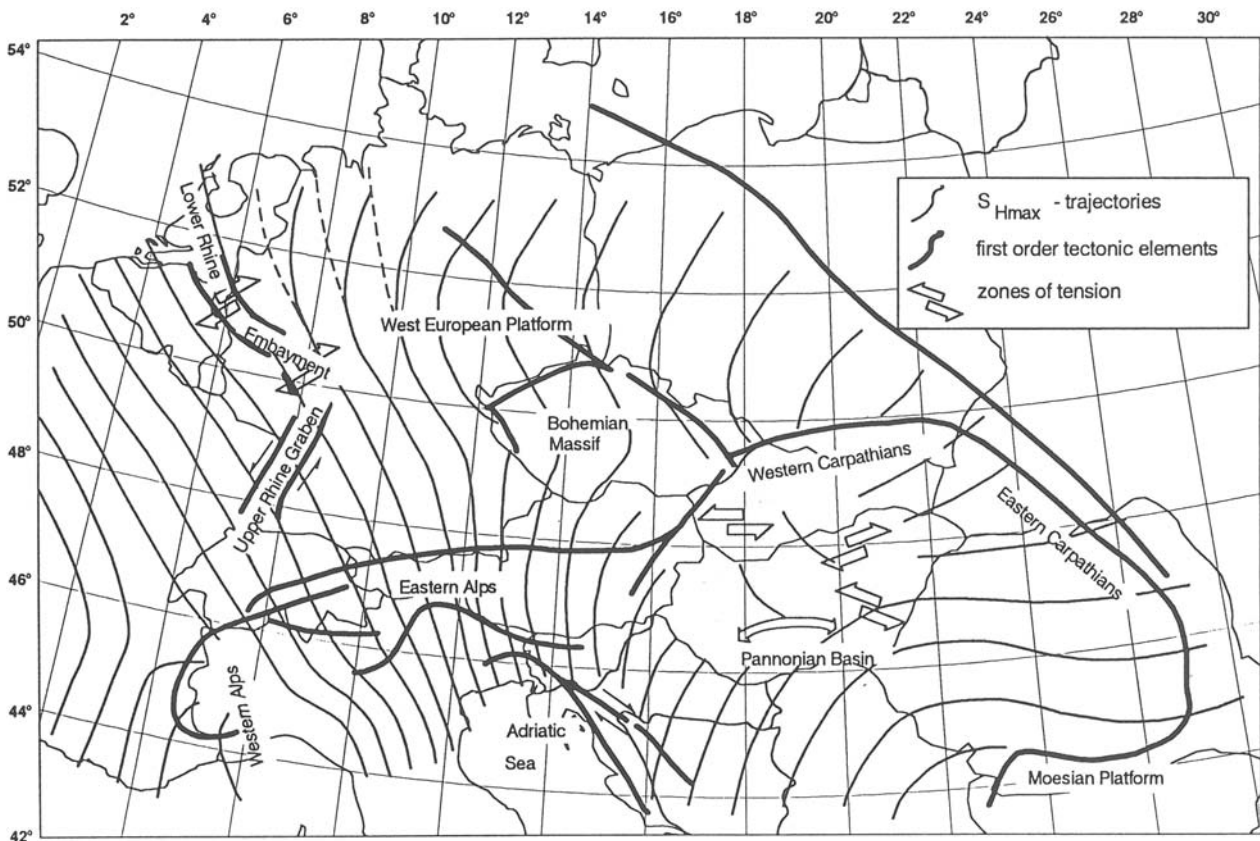 2° 4° 6° 8° 10° 12° 14° 16° 18° 20° 22° 24° 26° 28° 30°
54°
52°
50°
48°
46°
44°
42°
S Hmax - trajectories
first order tectonic elements
zones of tension
Lower Rhine
Embayment
West European Platform
Bohemian
Massif
Upper Rhine Graben
Western Carpathians
Eastern Carpathians
Eastern Alps
Pannonian Basin
Western Alps
Adriatic
Sea
Moesian Platform